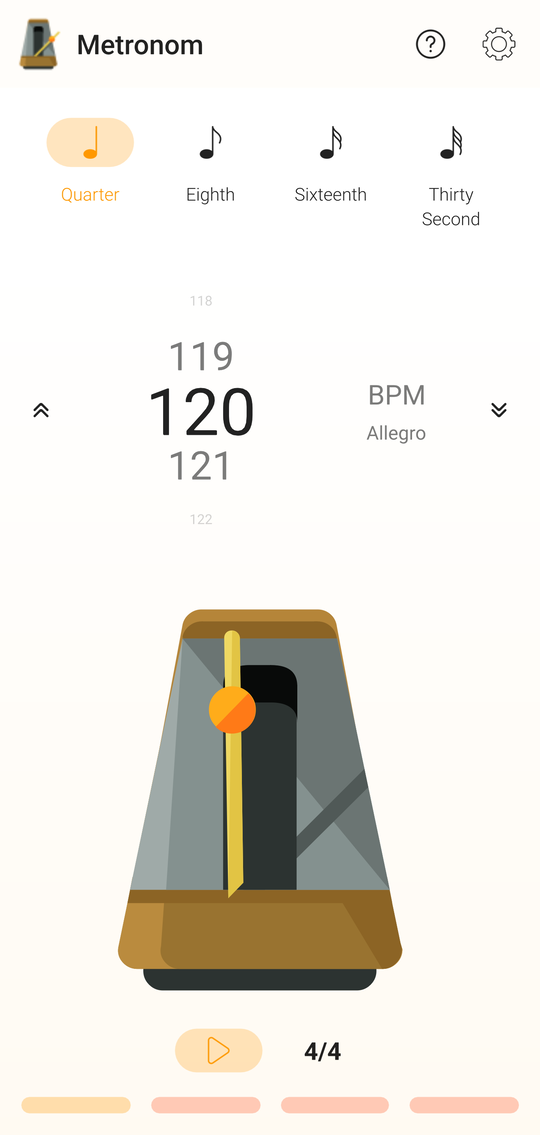 Metronom
Quarter
Eighth
Sixteenth
Thirty
Second
118
119
120
121
122
BPM
Allegro
4/4